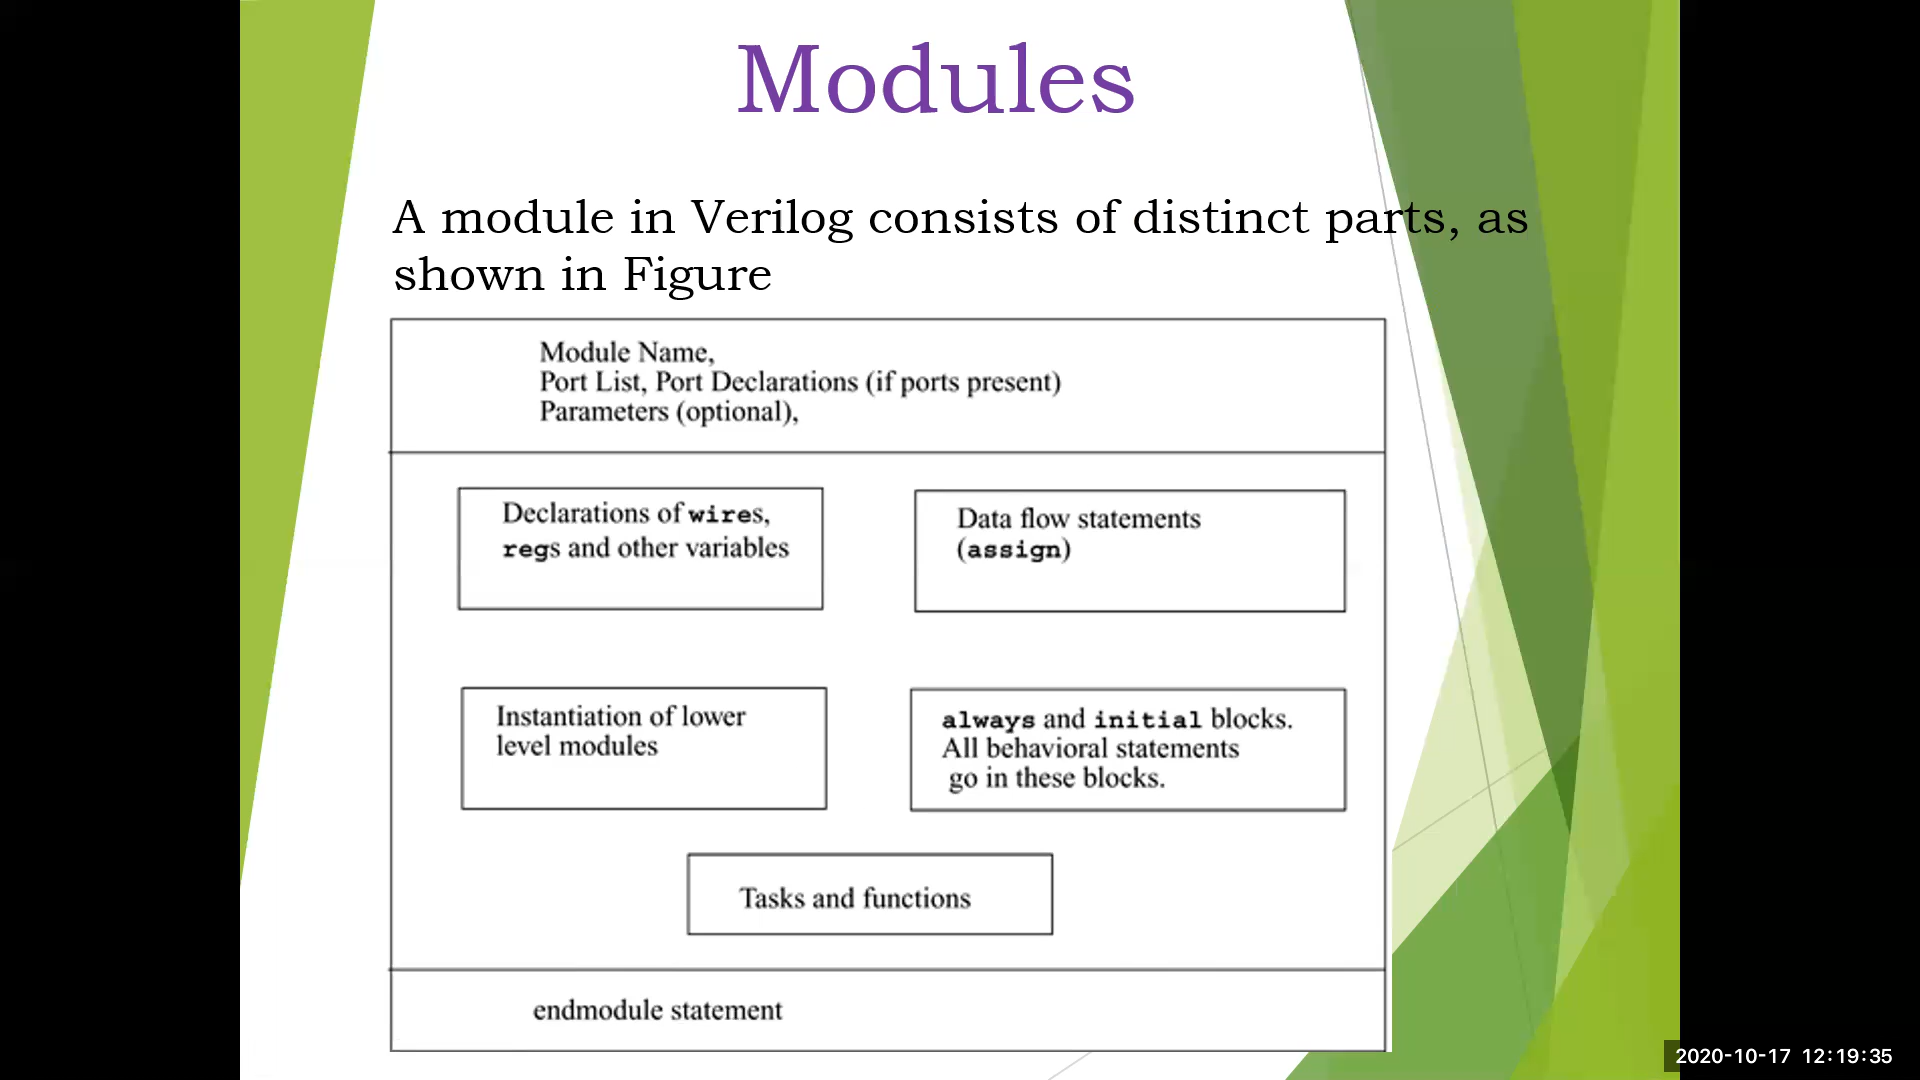 Modules
A module in Verilog consists of distinct parts, as
shown in Figure
Module Name,
Port List, Port Declarations (if ports present)
Parameters (optional),
Declarations of wires,
regs and other variables
Data flow statements
(assign)
Instantiation of lower
level modules
always and initial blocks.
All behavioral statements
go in these blocks.
Tasks and functions
endmodule statement
2020-10-17 12:19:35